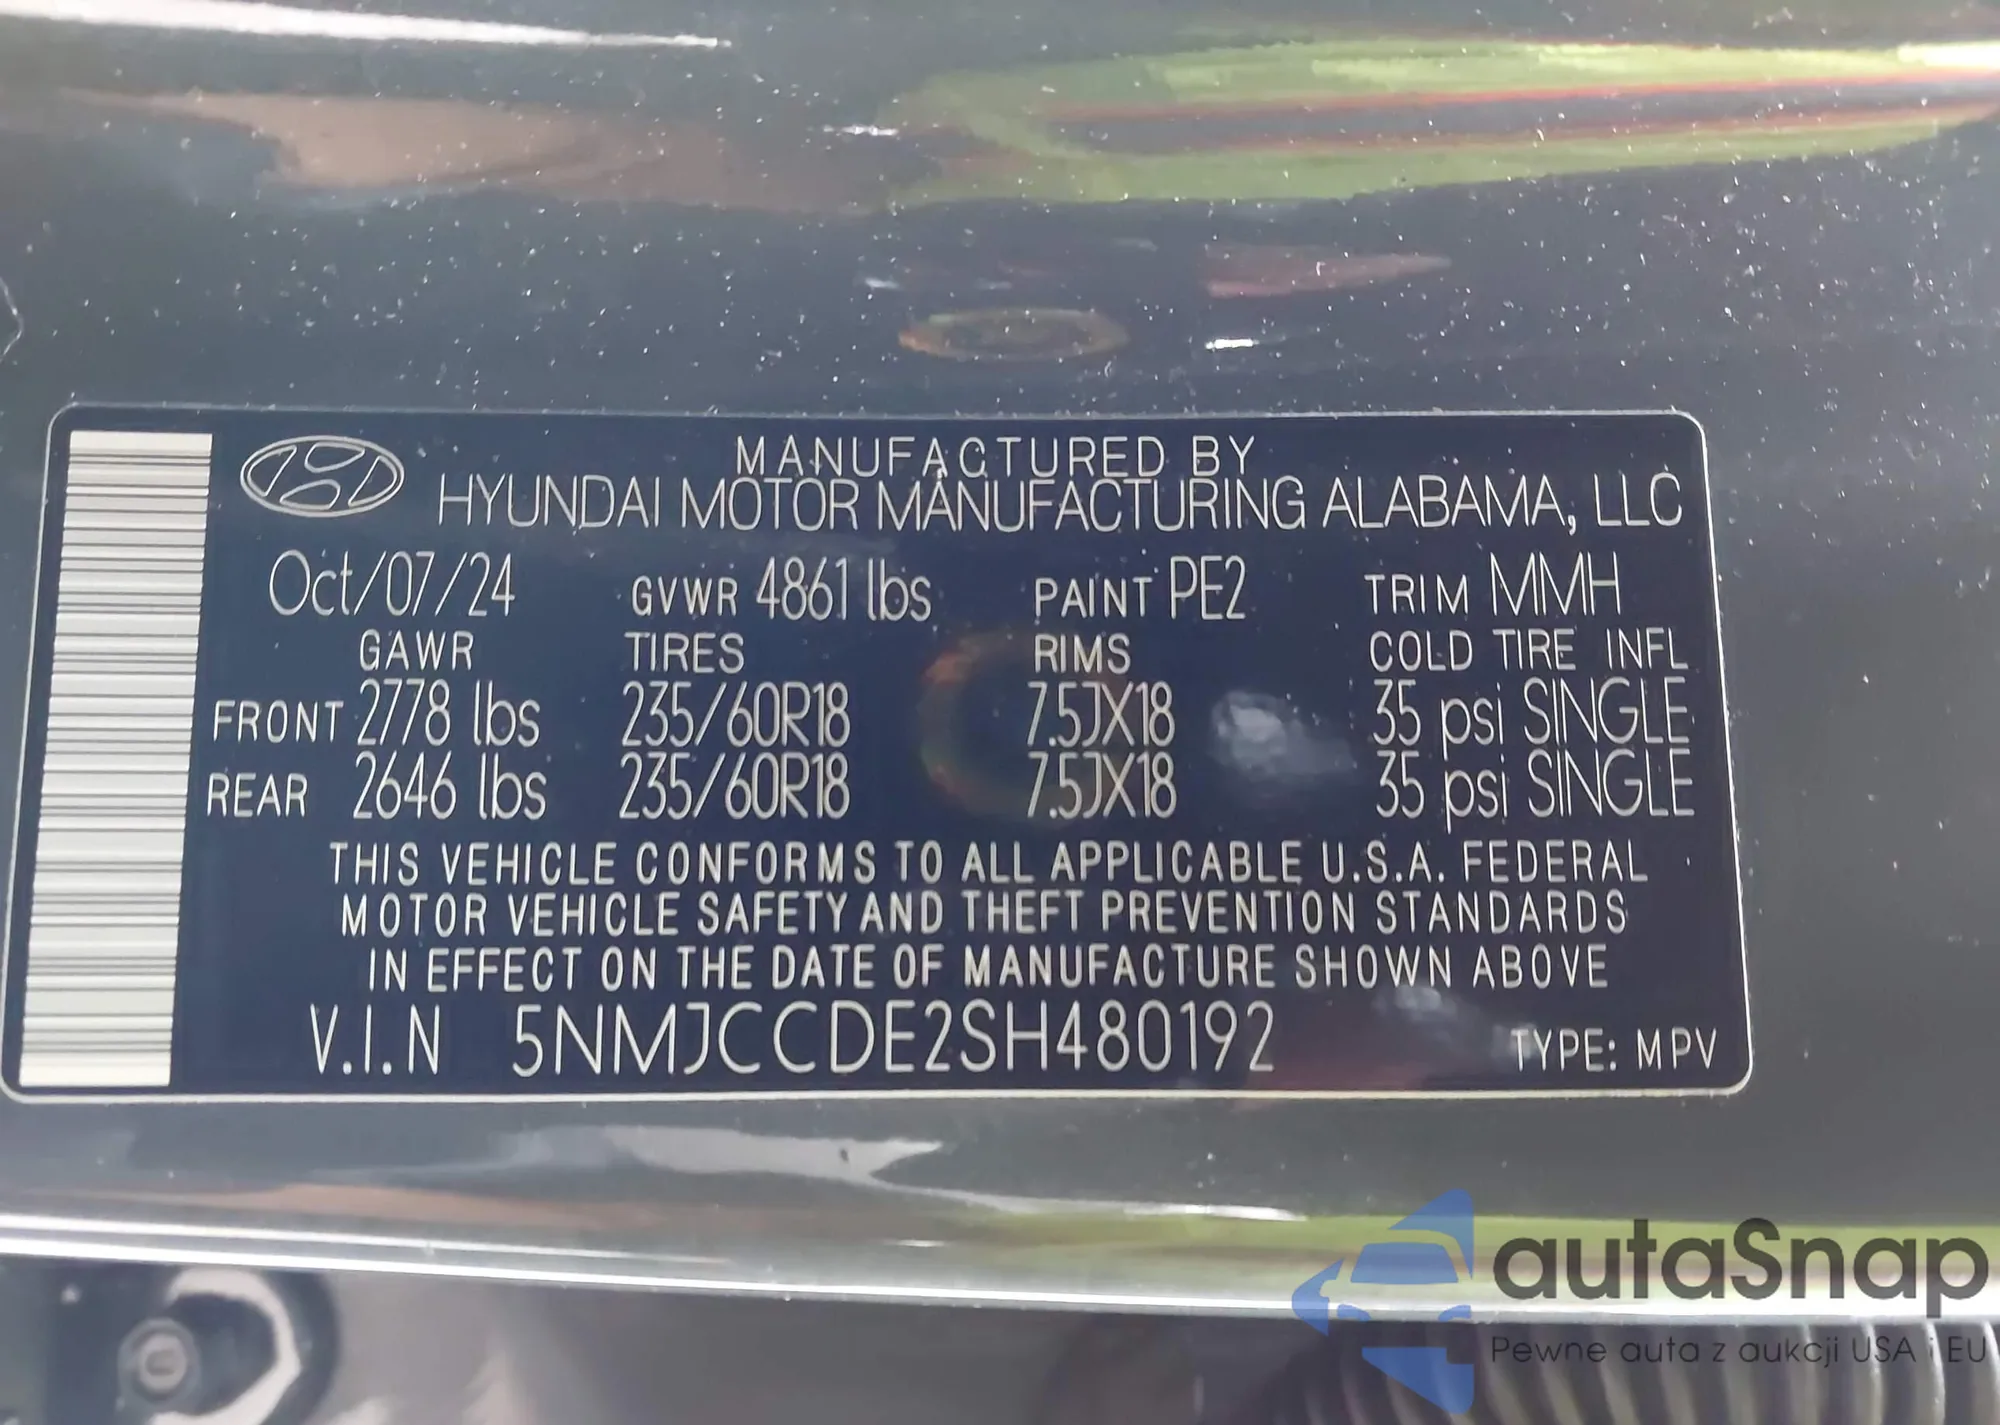 MANUFACTURED BY
HYUNDAI MOTOR MANUFACTURING ALABAMA, LLC
Oct/07/24 GVWR 4861 lbs PAINT PE2 TRIM MMH
GAWR TIRES RIMS COLD TIRE INFL
FRONT 2778 lbs 235/60R18 7.5JX18 35 psi SINGLE
REAR 2646 lbs 235/60R18 7.5JX18 35 psi SINGLE
THIS VEHICLE CONFORMS TO ALL APPLICABLE U.S.A. FEDERAL
MOTOR VEHICLE SAFETY AND THEFT PREVENTION STANDARDS
IN EFFECT ON THE DATE OF MANUFACTURE SHOWN ABOVE
V.I.N 5NMJCCDE2SH480192 TYPE: MPV
autaSnap
Pewne auta z aukcji USA i EU